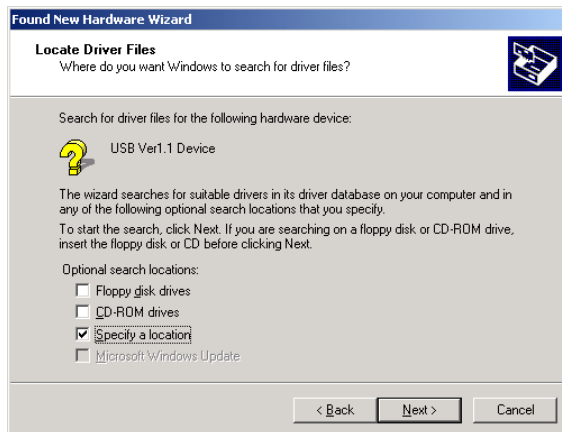 Found New Hardware Wizard
Locate Driver Files
Where do you want Windows to search for driver files?
Search for driver files for the following hardware device:
USB Ver1.1 Device
The wizard searches for suitable drivers in its driver database on your computer and in
any of the following optional search locations that you specify.
To start the search, click Next. If you are searching on a floppy disk or CD-ROM drive,
insert the floppy disk or CD before clicking Next.
Optional search locations:
Floppy disk drives
CD-ROM drives
Specify a location
Microsoft Windows Update
< Back Next > Cancel